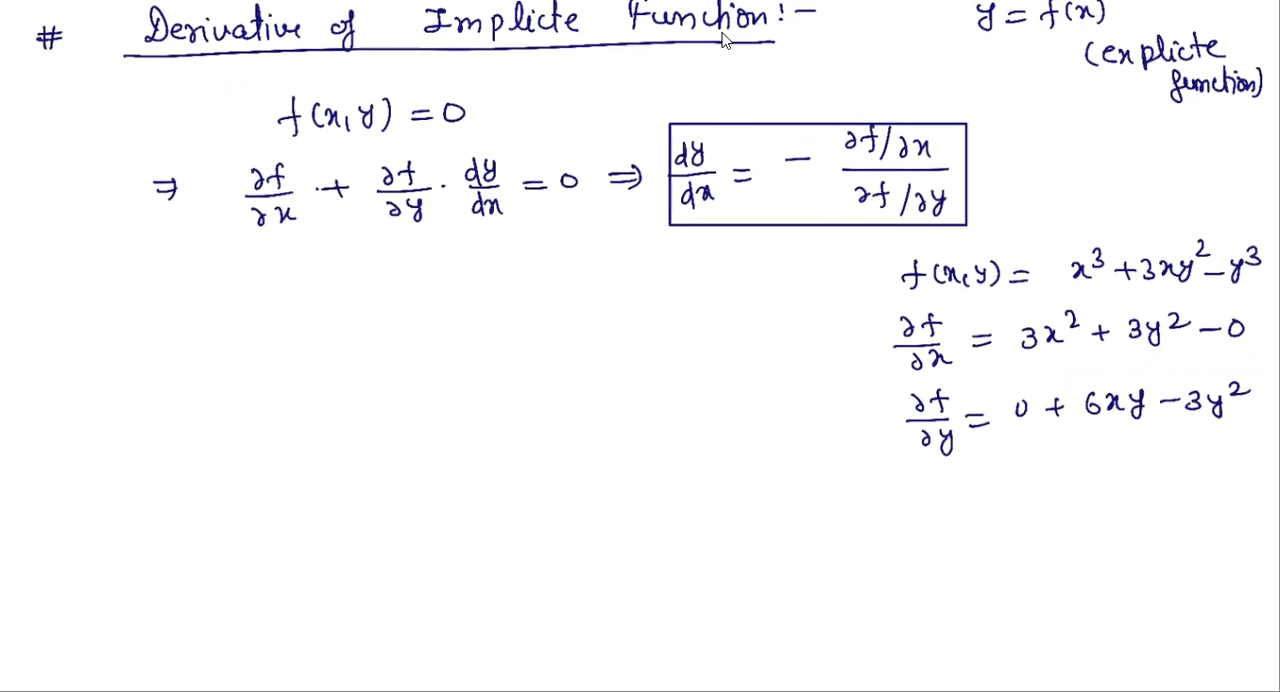 # Derivative of Implicte Function:-
y = f(x)
(explicte
function)
f(x,y) = 0
⇒ ∂f/∂x + ∂f/∂y · dy/dx = 0 ⇒ dy/dx = - ∂f/∂x / ∂f/∂y
f(x,y) = x³ + 3xy² - y³
∂f/∂x = 3x² + 3y² - 0
∂f/∂y = 0 + 6xy - 3y²